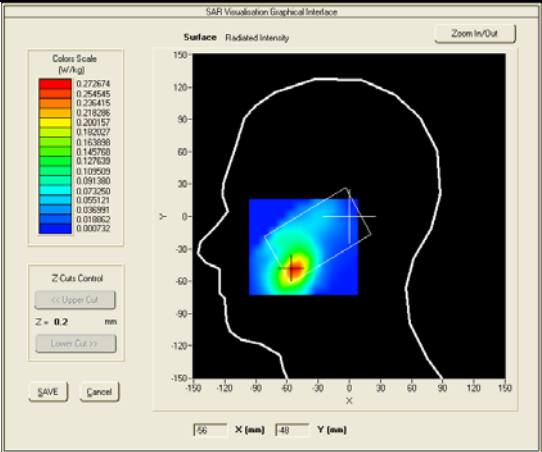 SAR Visualisation Graphical Interface
Surface Radiated Intensity
Zoom In/Out
Colors Scale
(W/kg)
0.272674
0.254545
0.236415
0.218286
0.200157
0.182027
0.163898
0.145768
0.127639
0.109509
0.091380
0.073250
0.055121
0.036991
0.018862
0.000732
Z-Cuts Control
<< Upper Cut
Z = 0.2 mm
Lower Cut >>
SAVE Cancel
150
120
90
60
30
0
-30
-60
-90
-120
-150
Y
-150 -120 -90 -60 -30 0 30 60 90 120 150
X
-56 X (mm) -48 Y (mm)